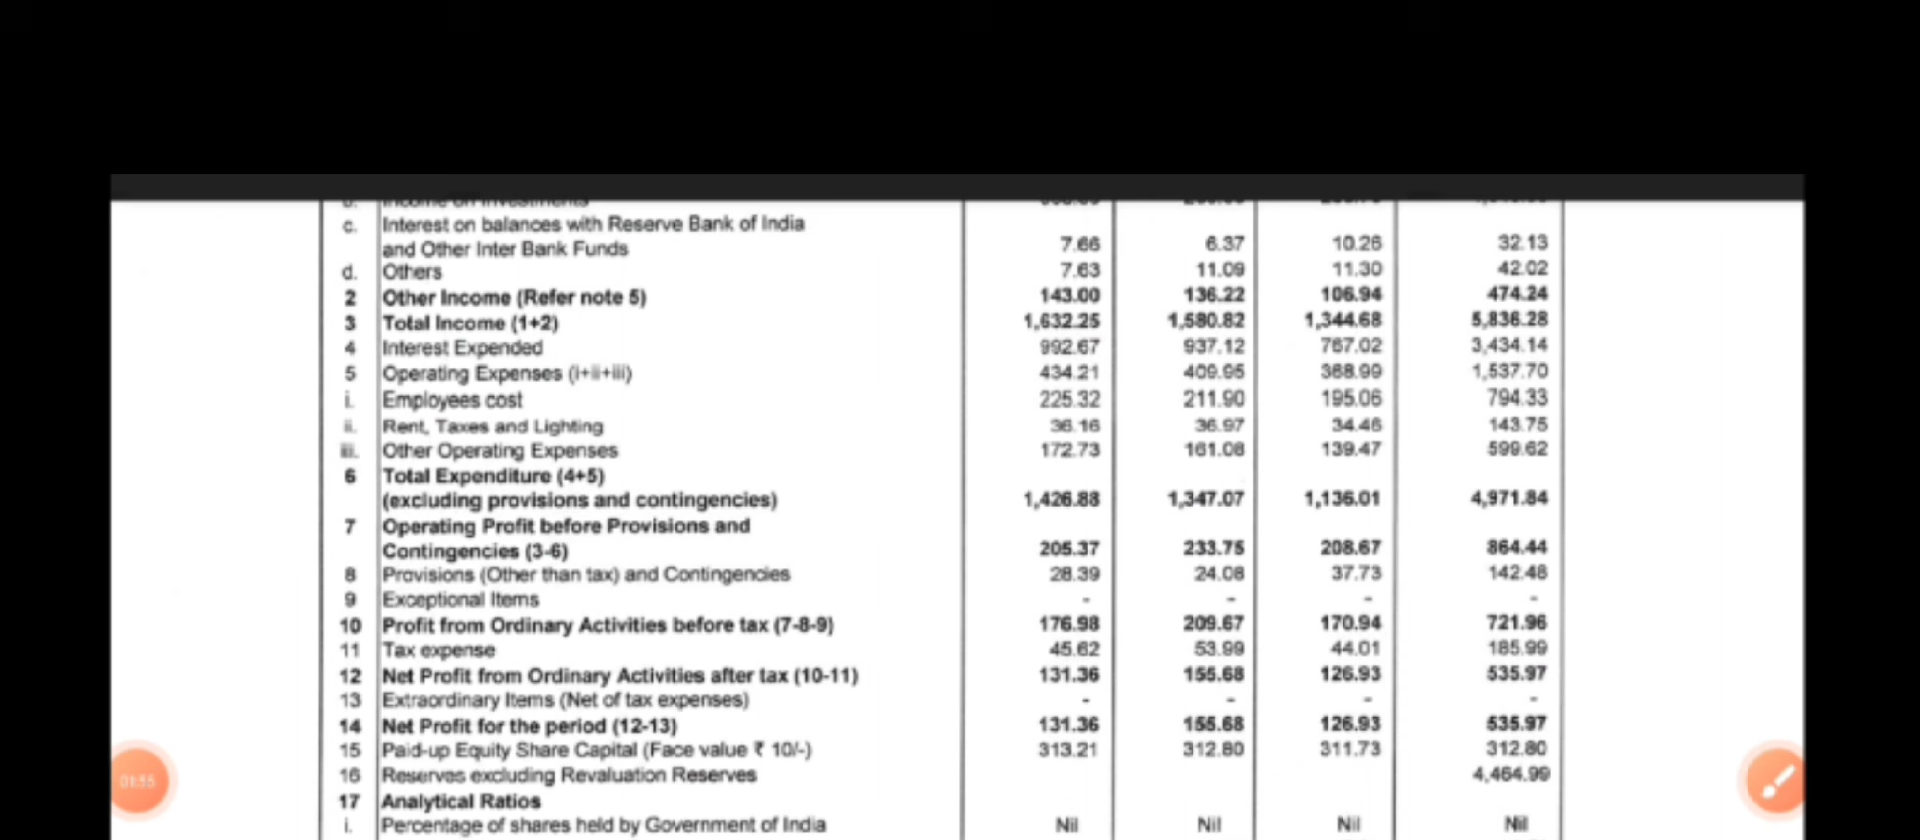 c. Interest on balances with Reserve Bank of India
and Other Inter Bank Funds 7.66 6.37 10.26 32.13
d. Others 7.63 11.09 11.30 42.02
2 Other Income (Refer note 5) 143.00 136.22 106.94 474.24
3 Total Income (1+2) 1,632.25 1,580.82 1,344.68 5,836.28
4 Interest Expended 992.67 937.12 767.02 3,434.14
5 Operating Expenses (i+ii+iii) 434.21 409.95 368.99 1,537.70
i. Employees cost 225.32 211.90 195.06 794.33
ii. Rent, Taxes and Lighting 36.16 36.97 34.46 143.75
iii. Other Operating Expenses 172.73 161.08 139.47 599.62
6 Total Expenditure (4+5)
(excluding provisions and contingencies) 1,426.88 1,347.07 1,136.01 4,971.84
7 Operating Profit before Provisions and
Contingencies (3-6) 205.37 233.75 208.67 864.44
8 Provisions (Other than tax) and Contingencies 28.39 24.08 37.73 142.48
9 Exceptional Items - - - -
10 Profit from Ordinary Activities before tax (7-8-9) 176.98 209.67 170.94 721.96
11 Tax expense 45.62 53.99 44.01 185.99
12 Net Profit from Ordinary Activities after tax (10-11) 131.36 155.68 126.93 535.97
13 Extraordinary Items (Net of tax expenses) - - - -
14 Net Profit for the period (12-13) 131.36 155.68 126.93 535.97
15 Paid-up Equity Share Capital (Face value ₹ 10/-) 313.21 312.80 311.73 312.80
16 Reserves excluding Revaluation Reserves 4,464.99
17 Analytical Ratios
i. Percentage of shares held by Government of India Nil Nil Nil Nil